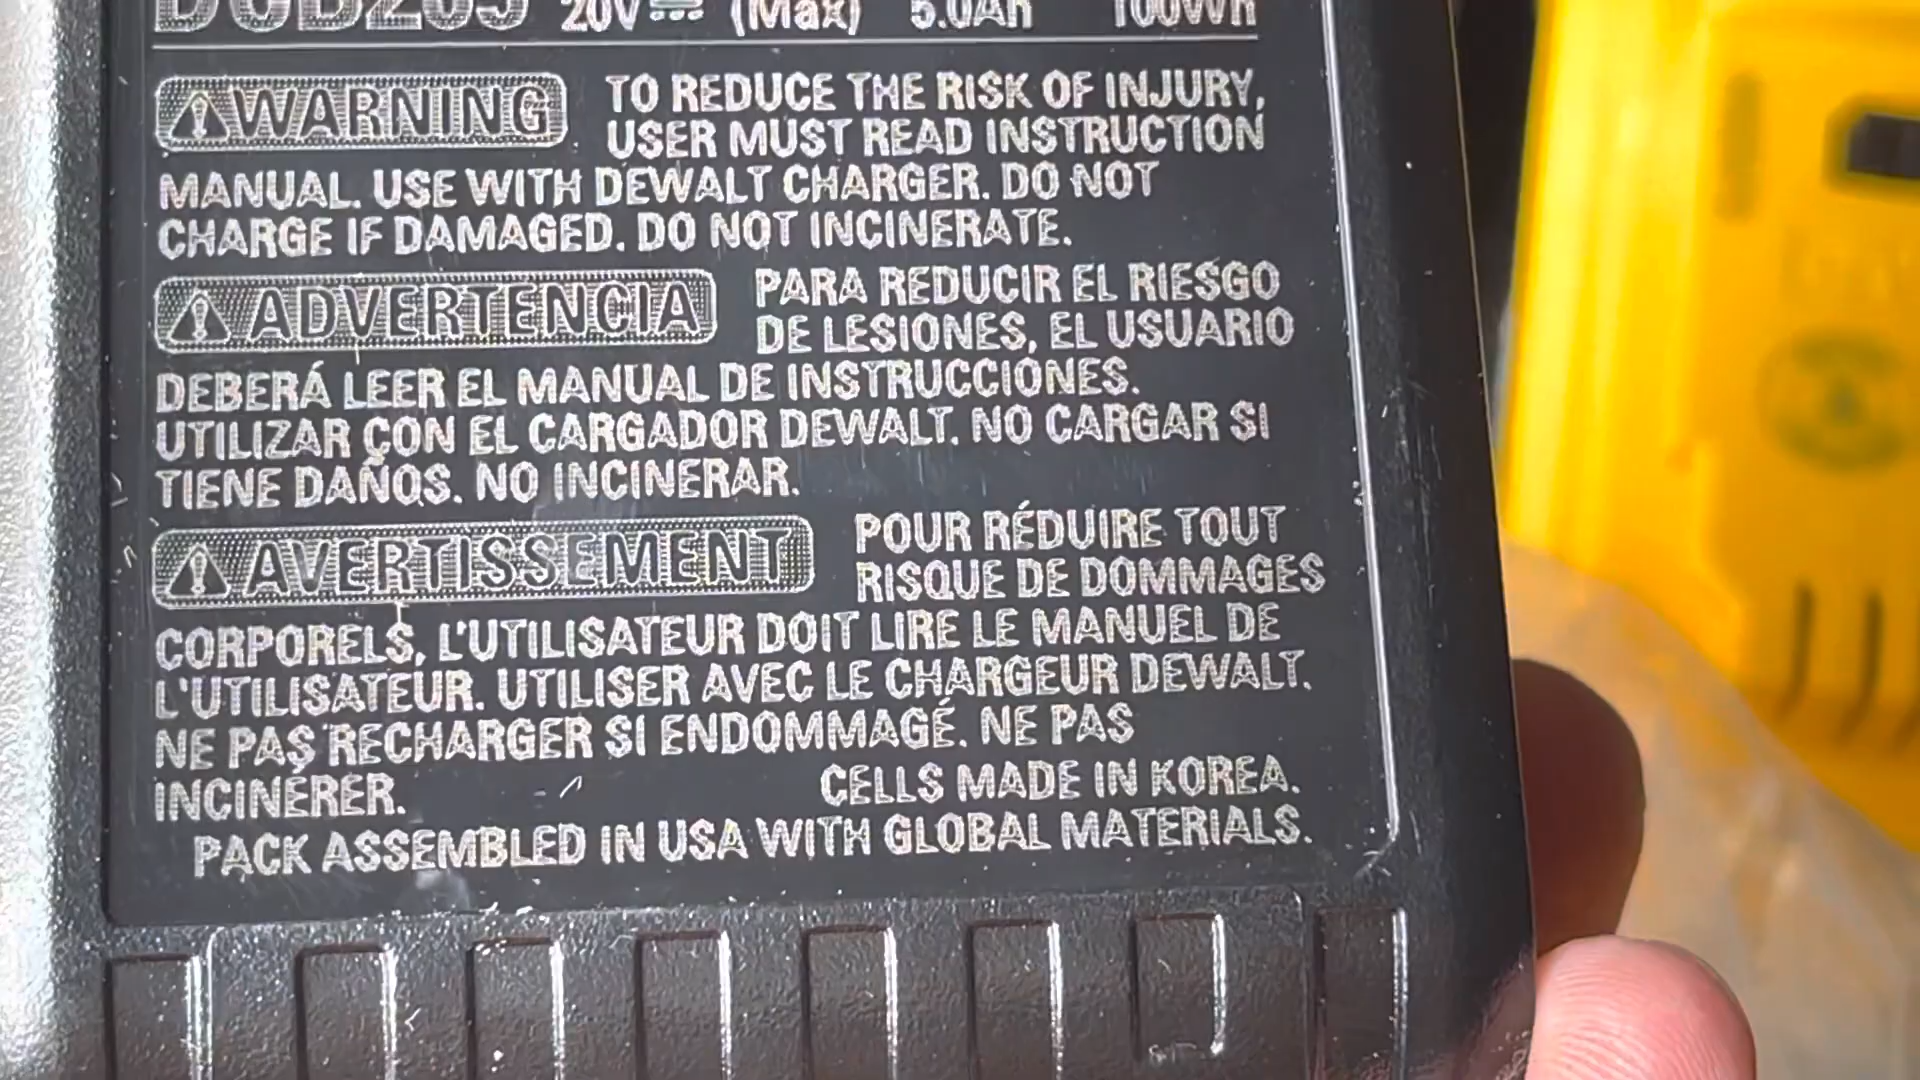 DCB205 20V (Max) 5.0Ah 100Wh
WARNING TO REDUCE THE RISK OF INJURY,
USER MUST READ INSTRUCTION
MANUAL. USE WITH DEWALT CHARGER. DO NOT
CHARGE IF DAMAGED. DO NOT INCINERATE.
ADVERTENCIA PARA REDUCIR EL RIESGO
DE LESIONES, EL USUARIO
DEBERÁ LEER EL MANUAL DE INSTRUCCIONES.
UTILIZAR CON EL CARGADOR DEWALT. NO CARGAR SI
TIENE DAÑOS. NO INCINERAR.
AVERTISSEMENT POUR RÉDUIRE TOUT
RISQUE DE DOMMAGES
CORPORELS, L'UTILISATEUR DOIT LIRE LE MANUEL DE
L'UTILISATEUR. UTILISER AVEC LE CHARGEUR DEWALT.
NE PAS RECHARGER SI ENDOMMAGÉ. NE PAS
INCINÉRER.
CELLS MADE IN KOREA.
PACK ASSEMBLED IN USA WITH GLOBAL MATERIALS.